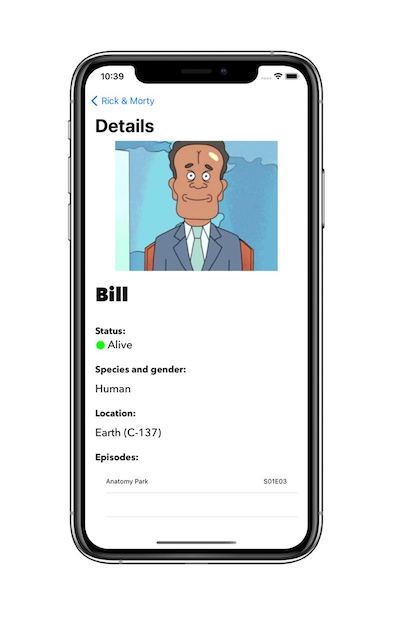 10:39
Rick & Morty
Details
Bill
Status:
Alive
Species and gender:
Human
Location:
Earth (C-137)
Episodes:
Anatomy Park S01E03